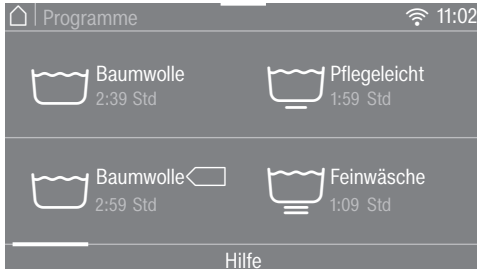 Programme 11:02
Baumwolle
2:39 Std
Pflegeleicht
1:59 Std
Baumwolle
2:59 Std
Feinwäsche
1:09 Std
Hilfe